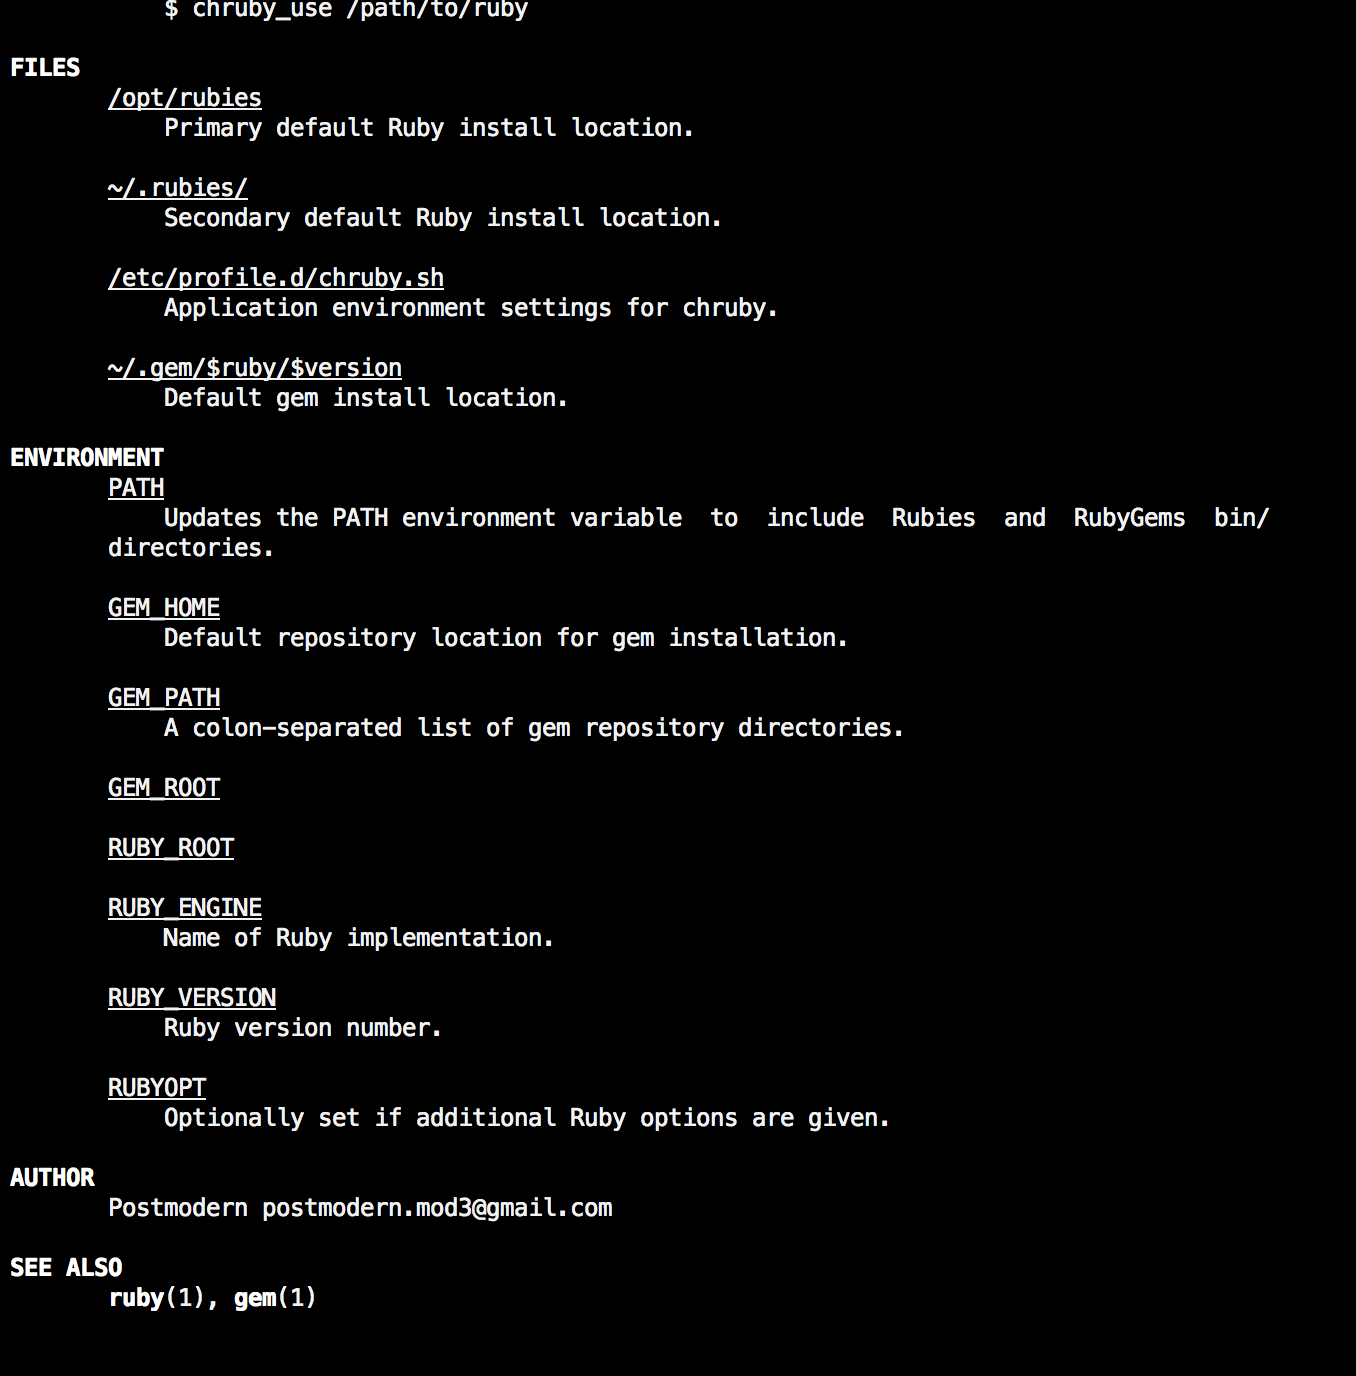 $ chruby_use /path/to/ruby
FILES
/opt/rubies
Primary default Ruby install location.
~/.rubies/
Secondary default Ruby install location.
/etc/profile.d/chruby.sh
Application environment settings for chruby.
~/.gem/$ruby/$version
Default gem install location.
ENVIRONMENT
PATH
Updates the PATH environment variable  to  include  Rubies  and  RubyGems  bin/
directories.
GEM_HOME
Default repository location for gem installation.
GEM_PATH
A colon-separated list of gem repository directories.
GEM_ROOT
RUBY_ROOT
RUBY_ENGINE
Name of Ruby implementation.
RUBY_VERSION
Ruby version number.
RUBYOPT
Optionally set if additional Ruby options are given.
AUTHOR
Postmodern postmodern.mod3@gmail.com
SEE ALSO
ruby(1), gem(1)